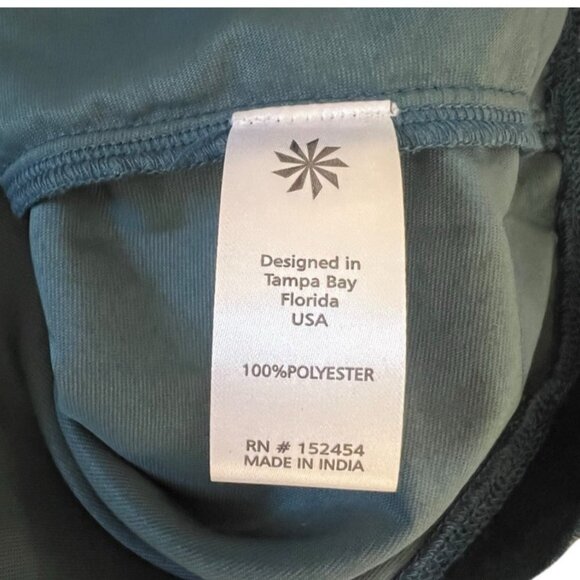 Designed in
Tampa Bay
Florida
USA
100%POLYESTER
RN # 152454
MADE IN INDIA